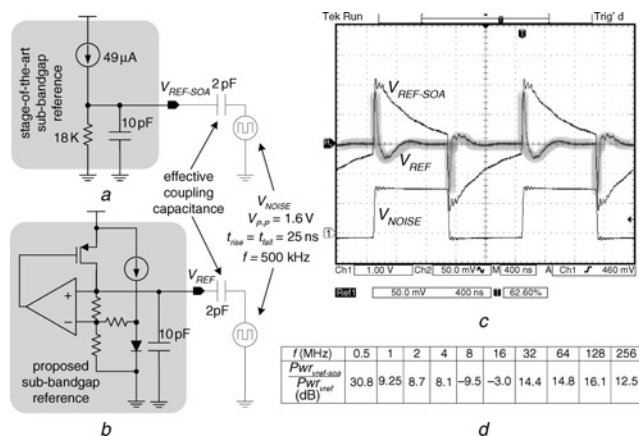 a
stage-of-the-art
sub-bandgap
reference
49µA
18K
10pF
V_REF-SOA
2pF
effective
coupling
capacitance
V_NOISE
V_P-P = 1.6 V
t_rise = t_fall = 25 ns
f = 500 kHz
+
−
V_REF
2pF
10pF
proposed
sub-bandgap
reference
b
Tek Run
Trig' d
V_REF-SOA
V_REF
V_NOISE
1
Ch1 1.00 V Ch2 50.0 mV M 400 ns A Ch1 460 mV
Ref1 50.0 mV 400 ns 62.60%
c
f (MHz) 0.5 1 2 4 8 16 32 64 128 256
Pwr_vref-soa
Pwr_vref
(dB) 30.8 9.25 8.7 8.1 −9.5 −3.0 14.4 14.8 16.1 12.5
d